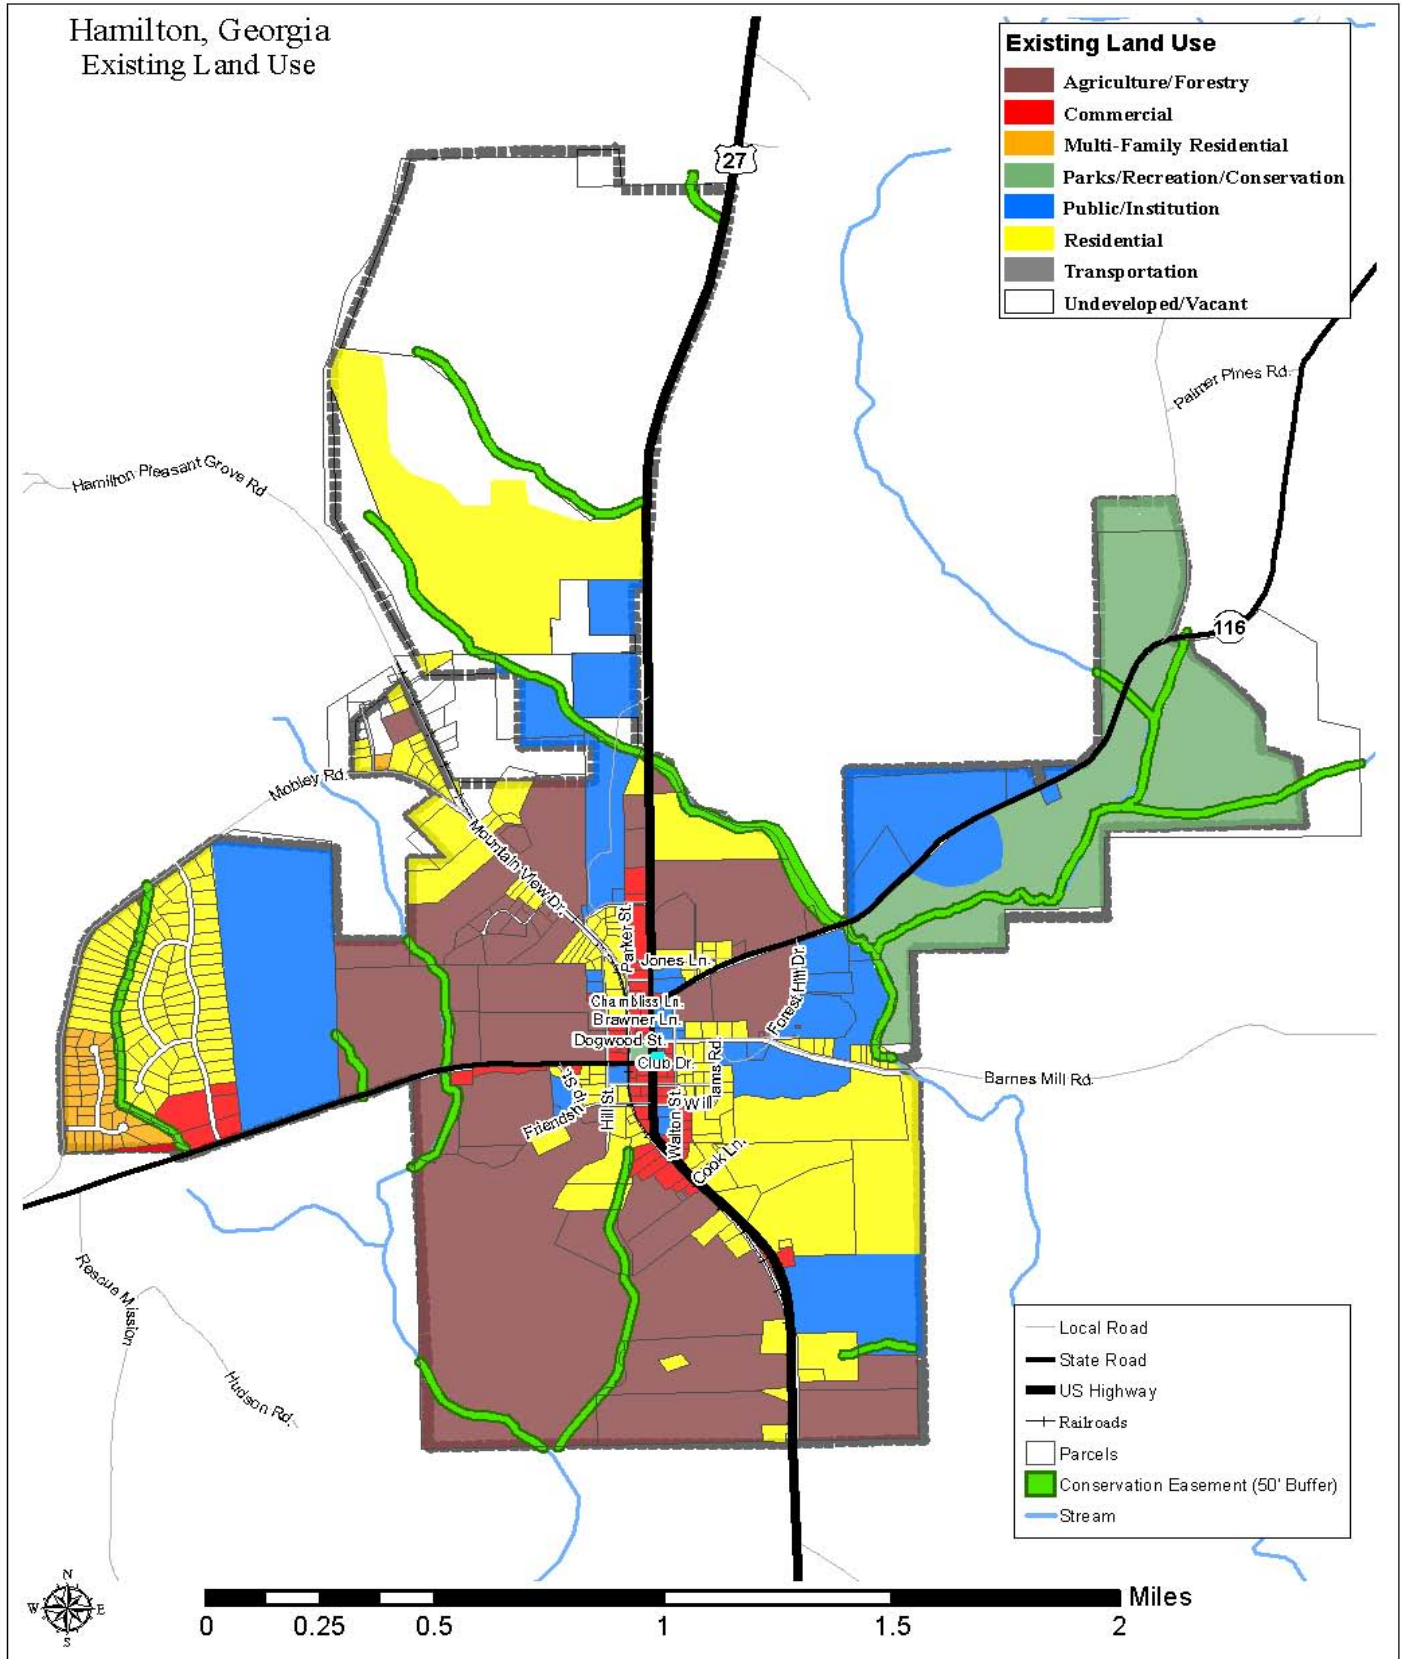 Hamilton, Georgia
Existing Land Use
Existing Land Use
Agriculture/Forestry
Commercial
Multi-Family Residential
Parks/Recreation/Conservation
Public/Institution
Residential
Transportation
Undeveloped/Vacant
27
Palmer Pines Rd.
Hamilton Pleasant Grove Rd
116
Mobley Rd.
Mountain View Dr.
Parker St.
Jones Ln.
Forest Hill Dr.
Chambliss Ln.
Brawner Ln.
Dogwood St.
Club Dr.
Barnes Mill Rd.
Friendship St.
Hill St.
Walton St.
Williams Rd.
Cook Ln.
Rescue Mission
Hudson Rd.
Local Road
State Road
US Highway
Railroads
Parcels
Conservation Easement (50' Buffer)
Stream
N
W
E
S
Miles
0
0.25
0.5
1
1.5
2